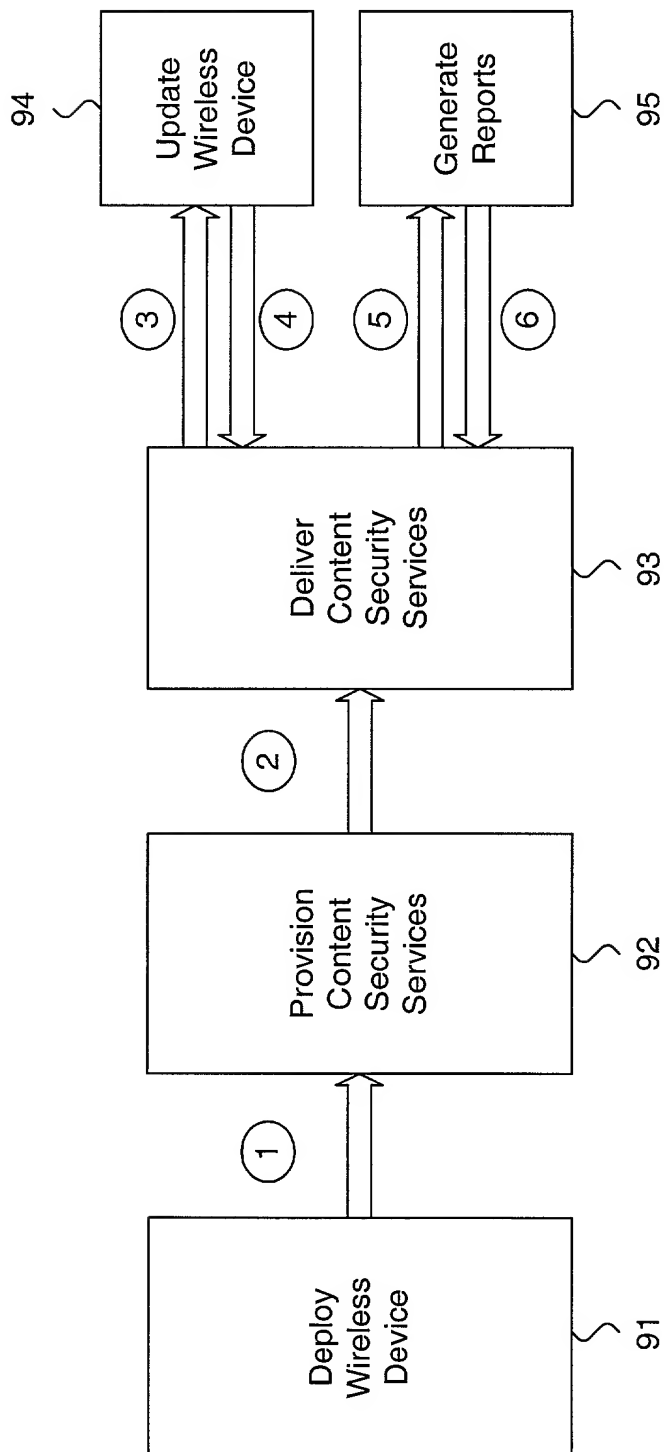 Deploy
Wireless
Device
91
1
Provision
Content
Security
Services
92
2
Deliver
Content
Security
Services
93
3
4
Update
Wireless
Device
94
5
6
Generate
Reports
95